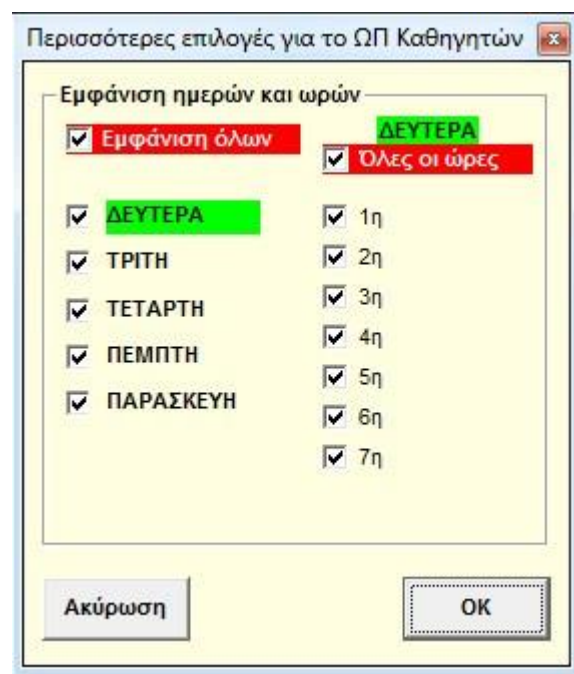 Περισσότερες επιλογές για το ΩΠ Καθηγητών
Εμφάνιση ημερών και ωρών
Εμφάνιση όλων
ΔΕΥΤΕΡΑ
ΤΡΙΤΗ
ΤΕΤΑΡΤΗ
ΠΕΜΠΤΗ
ΠΑΡΑΣΚΕΥΗ
ΔΕΥΤΕΡΑ
Όλες οι ώρες
1η
2η
3η
4η
5η
6η
7η
Ακύρωση
OK